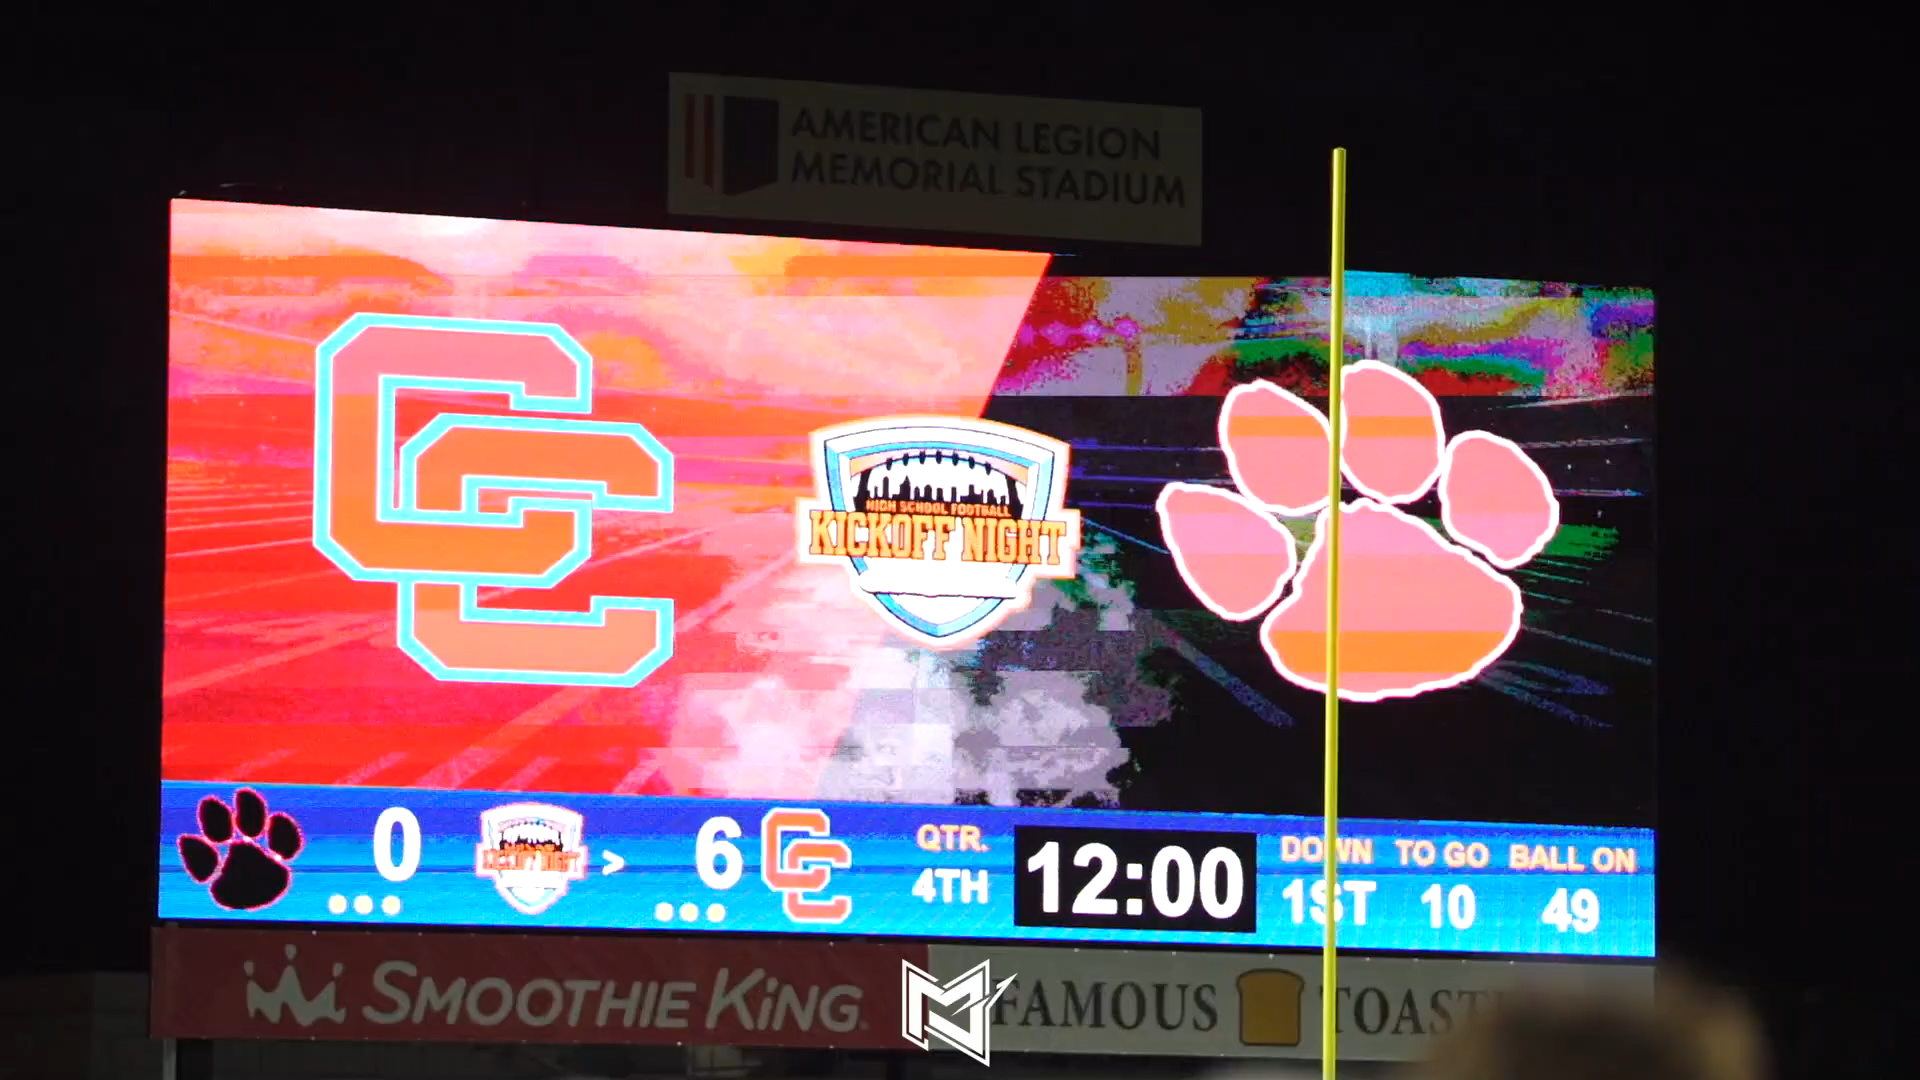 AMERICAN LEGION
MEMORIAL STADIUM
CC
HIGH SCHOOL FOOTBALL
KICKOFF NIGHT
0 > 6 CC
QTR.
4TH
12:00
DOWN TO GO BALL ON
1ST 10 49
SMOOTHIE KING
FAMOUS TOAST